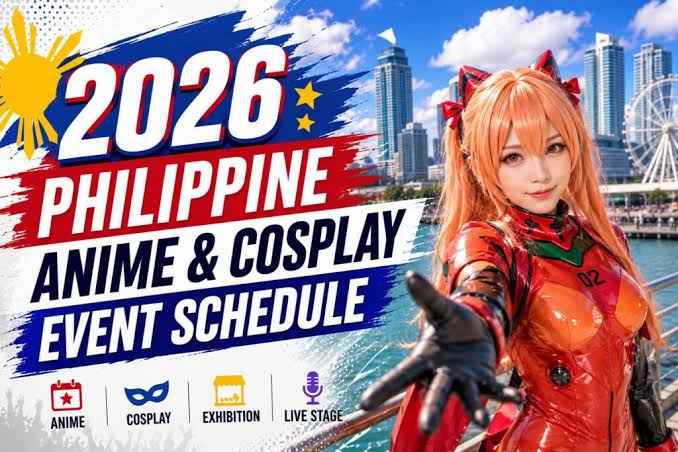 2026
PHILIPPINE
ANIME & COSPLAY
EVENT SCHEDULE
ANIME
COSPLAY
EXHIBITION
LIVE STAGE
02